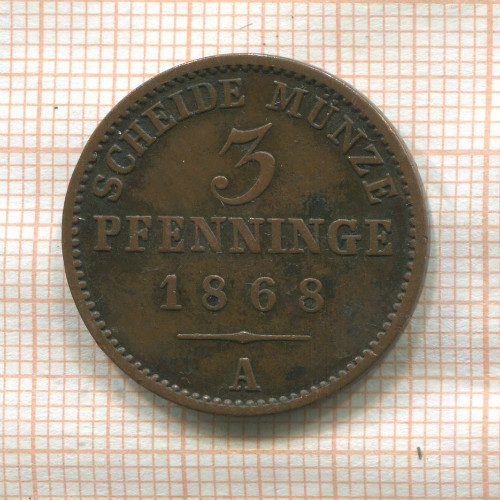 SCHEIDE MÜNZE
3
PFENNINGE
1868
A